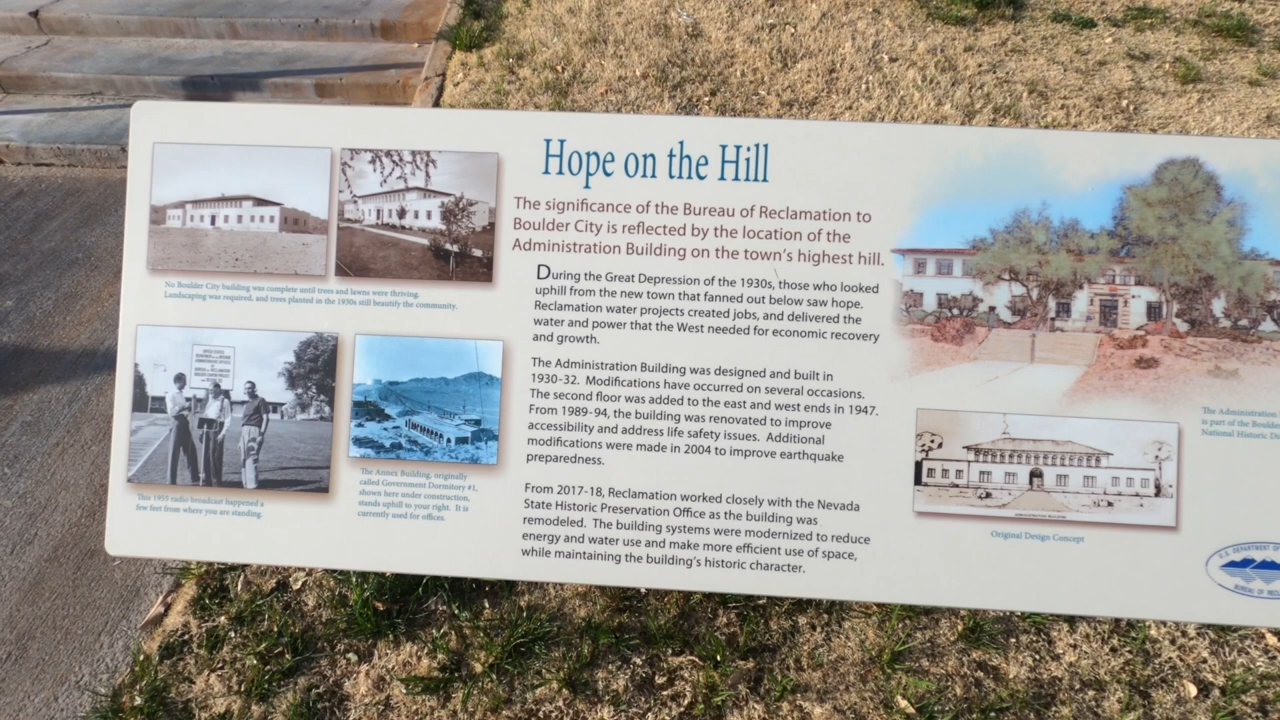 Hope on the Hill
The significance of the Bureau of Reclamation to
Boulder City is reflected by the location of the
Administration Building on the town's highest hill.
During the Great Depression of the 1930s, those who looked
uphill from the new town that fanned out below saw hope.
Reclamation water projects created jobs, and delivered the
water and power that the West needed for economic recovery
and growth.
The Administration Building was designed and built in
1930-32. Modifications have occurred on several occasions.
The second floor was added to the east and west ends in 1947.
From 1989-94, the building was renovated to improve
accessibility and address life safety issues. Additional
modifications were made in 2004 to improve earthquake
preparedness.
From 2017-18, Reclamation worked closely with the Nevada
State Historic Preservation Office as the building was
remodeled. The building systems were modernized to reduce
energy and water use and make more efficient use of space,
while maintaining the building's historic character.
No Boulder City building was complete until trees and lawns were thriving.
Landscaping was required, and trees planted in the 1930s still beautify the community.
This 1955 radio broadcast happened a
few feet from where you are standing.
The Annex Building, originally
called Government Dormitory #1,
shown here under construction,
stands uphill to your right. It is
currently used for offices.
ADMINISTRATION BUILDING
Original Design Concept
The Administration
is part of the Boulde
National Historic Di
U.S. DEPARTMENT OF
BUREAU OF REC